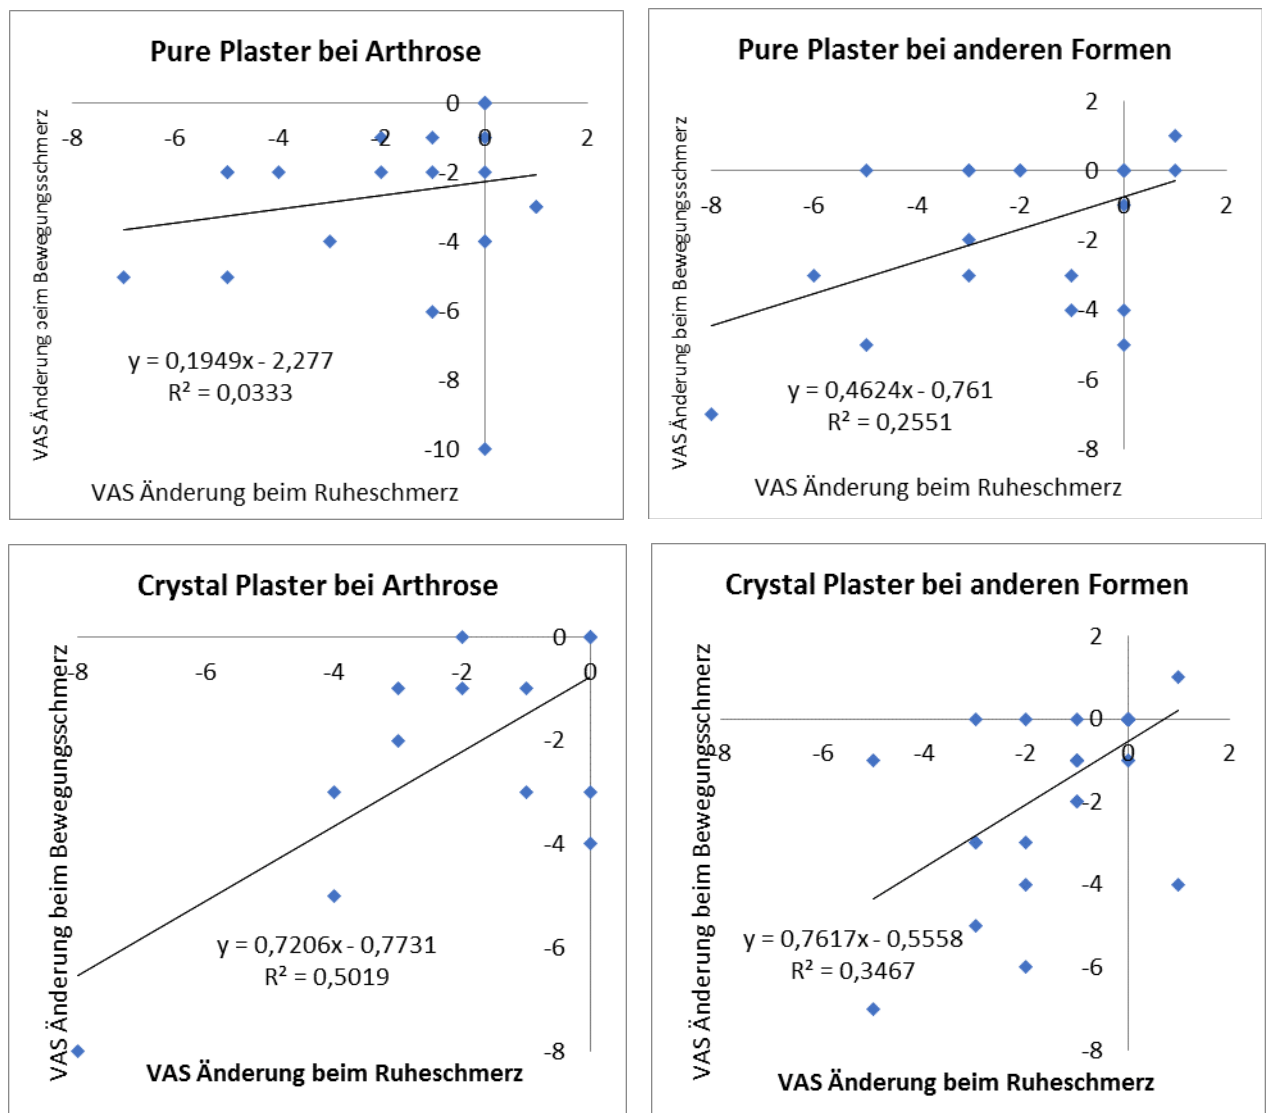 Pure Plaster bei Arthrose
0
-8 -6 -4 -2 0 2
-2
-4
-6
-8
-10
VAS Änderung beim Bewegungsschmerz
y = 0,1949x - 2,277
R² = 0,0333
VAS Änderung beim Ruheschmerz
Pure Plaster bei anderen Formen
2
0
-8 -6 -4 -2 0 2
-2
-4
-6
-8
VAS Änderung beim Bewegungsschmerz
y = 0,4624x - 0,761
R² = 0,2551
VAS Änderung beim Ruheschmerz
Crystal Plaster bei Arthrose
0
-8 -6 -4 -2 0
-2
-4
-6
-8
VAS Änderung beim Bewegungsschmerz
y = 0,7206x - 0,7731
R² = 0,5019
VAS Änderung beim Ruheschmerz
Crystal Plaster bei anderen Formen
2
0
-8 -6 -4 -2 0 2
-2
-4
-6
-8
VAS Änderung beim Bewegungsschmerz
y = 0,7617x - 0,5558
R² = 0,3467
VAS Änderung beim Ruheschmerz